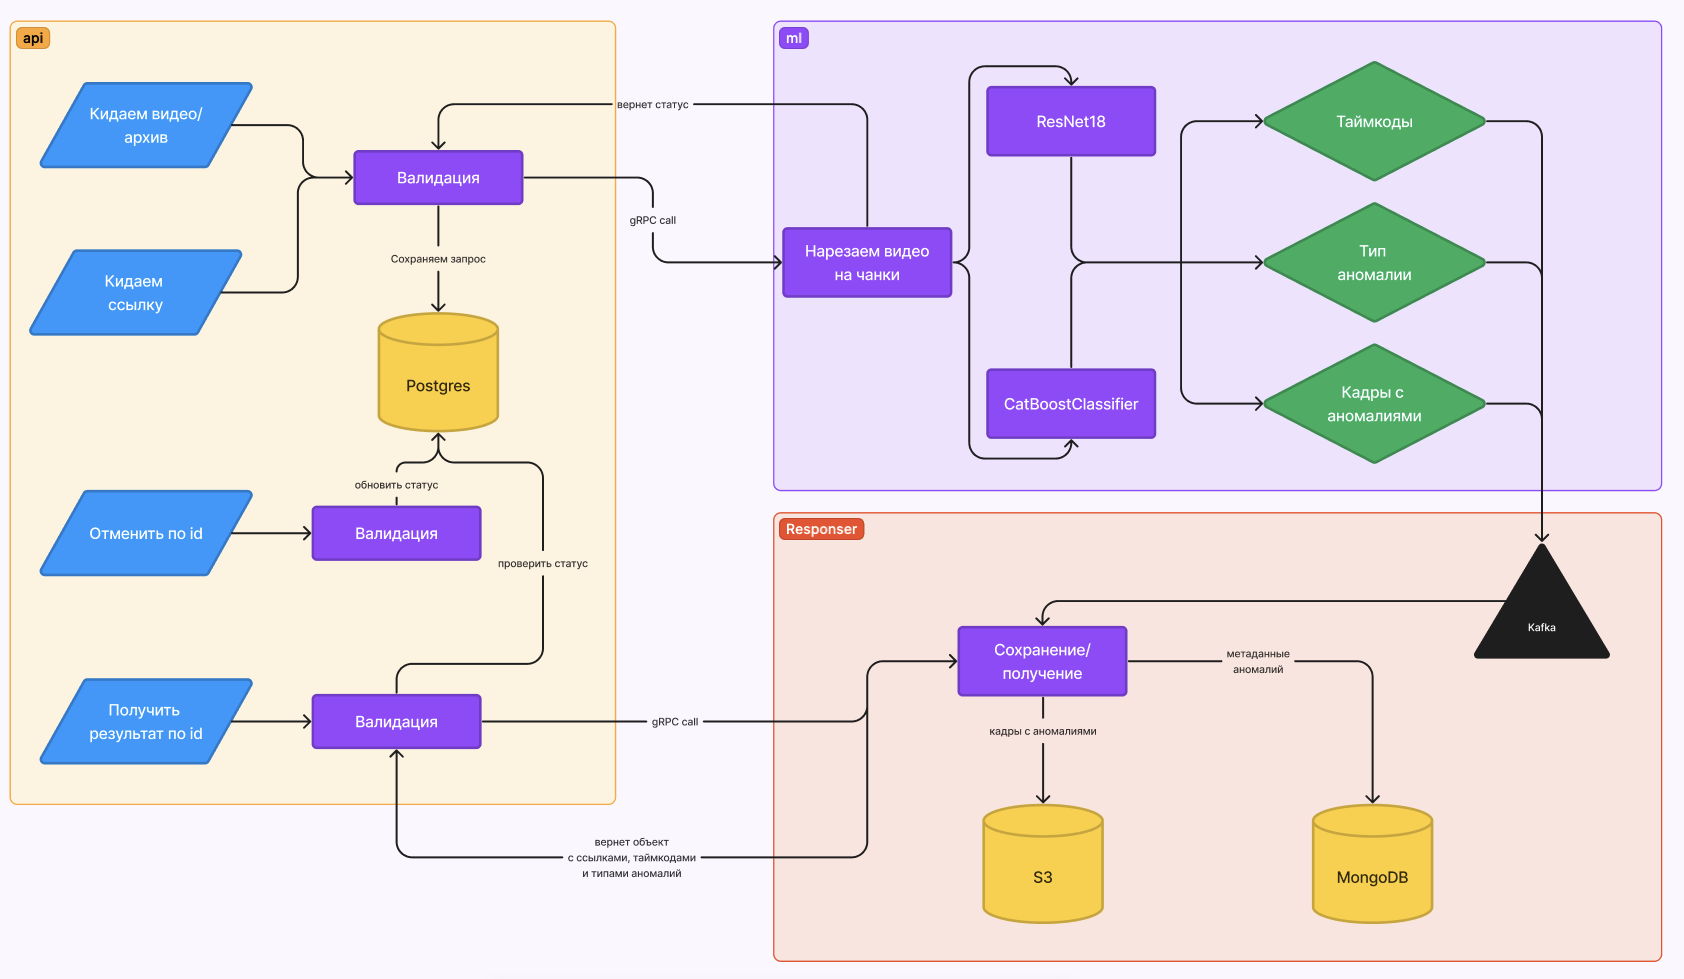 api
Кидаем видео/
архив
Кидаем
ссылку
Валидация
Сохраняем запрос
Postgres
обновить статус
Отменить по id
Валидация
проверить статус
Получить
результат по id
Валидация
вернет статус
gRPC call
gRPC call
вернет объект
с ссылками, таймкодами
и типами аномалий
ml
Нарезаем видео
на чанки
ResNet18
CatBoostClassifier
Таймкоды
Тип
аномалии
Кадры с
аномалиями
Responser
Kafka
Сохранение/
получение
метаданные
аномалий
кадры с аномалиями
S3
MongoDB